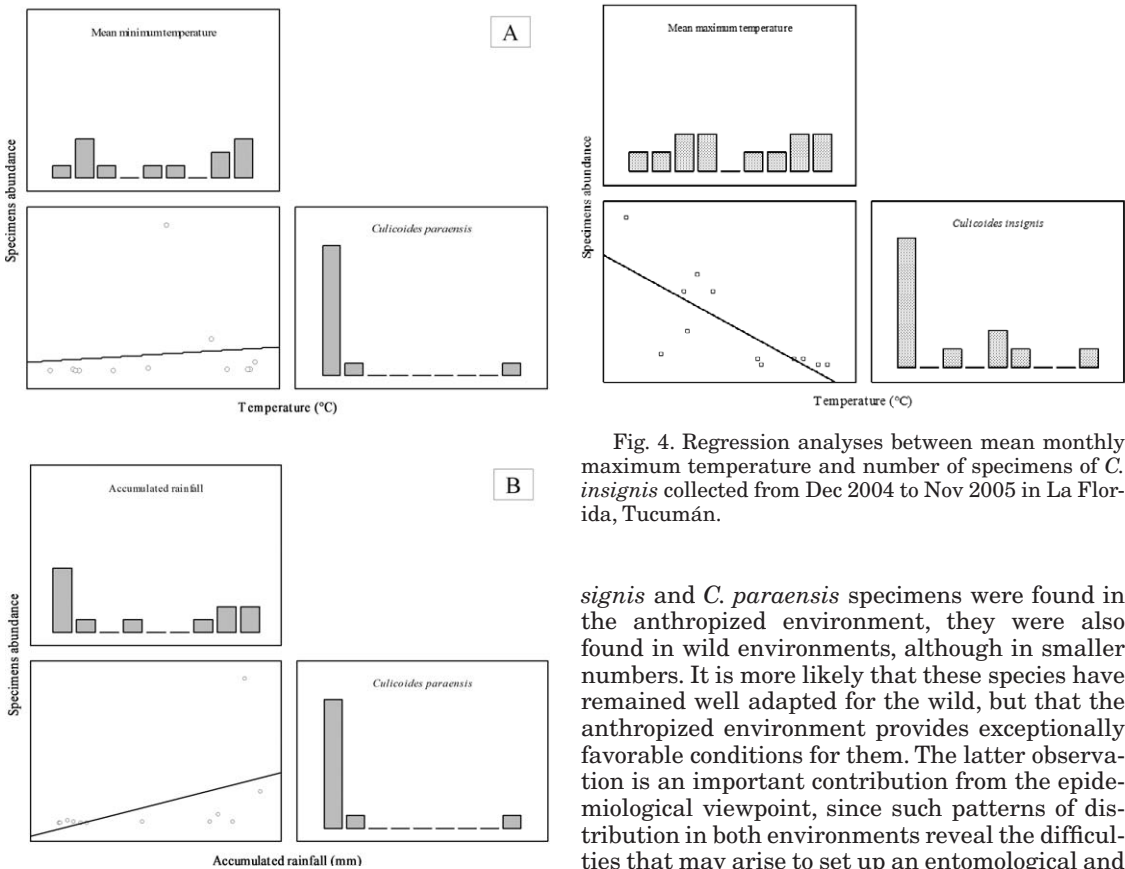 Mean minimum temperature
A
Specimens abundance
Culicoides paraensis
Temperature (°C)
Accumulated rainfall
B
Specimens abundance
Culicoides paraensis
Accumulated rainfall (mm)
Mean maximum temperature
Specimens abundance
Culicoides insignis
Temperature (°C)
Fig. 4. Regression analyses between mean monthly
maximum temperature and number of specimens of C.
insignis collected from Dec 2004 to Nov 2005 in La Flor-
ida, Tucumán.
signis and C. paraensis specimens were found in
the anthropized environment, they were also
found in wild environments, although in smaller
numbers. It is more likely that these species have
remained well adapted for the wild, but that the
anthropized environment provides exceptionally
favorable conditions for them. The latter observa-
tion is an important contribution from the epide-
miological viewpoint, since such patterns of dis-
tribution in both environments reveal the difficul-
ties that may arise to set up an entomological and